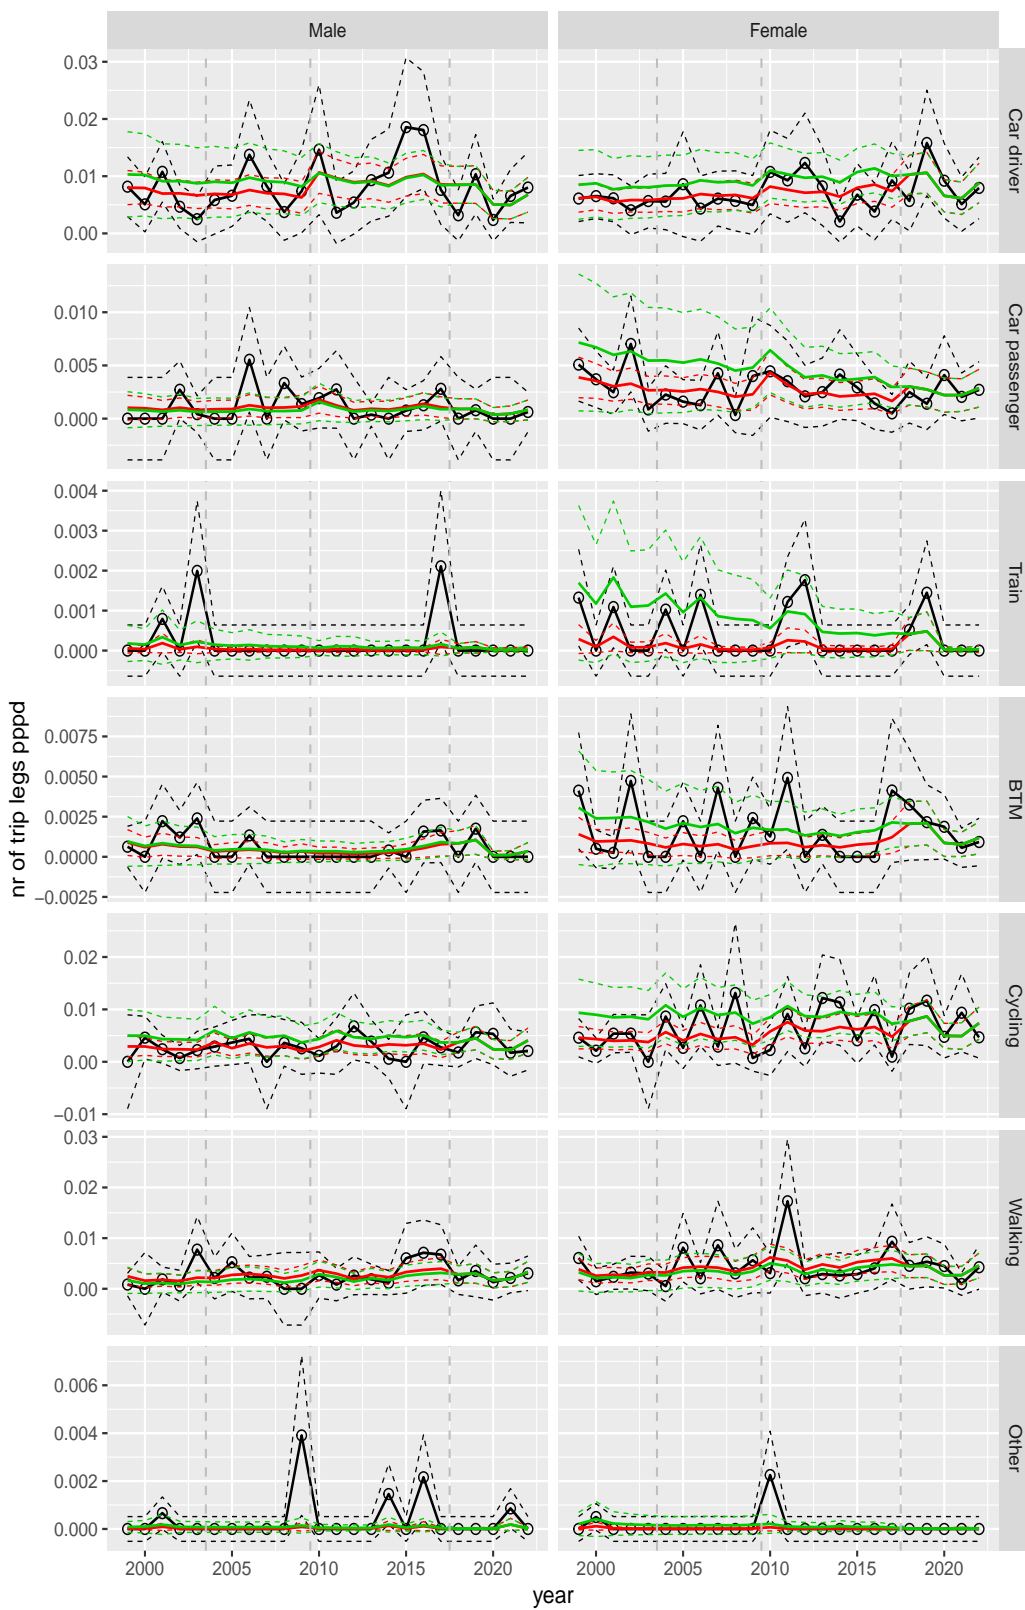 Male Female
0.03
0.02
0.01
0.00
Car driver
0.010
0.005
0.000
Car passenger
0.004
0.003
0.002
0.001
0.000
Train
0.0075
0.0050
0.0025
0.0000
−0.0025
BTM
nr of trip legs pppd
0.02
0.01
0.00
−0.01
Cycling
0.03
0.02
0.01
0.00
Walking
0.006
0.004
0.002
0.000
Other
2000 2005 2010 2015 2020 2000 2005 2010 2015 2020
year